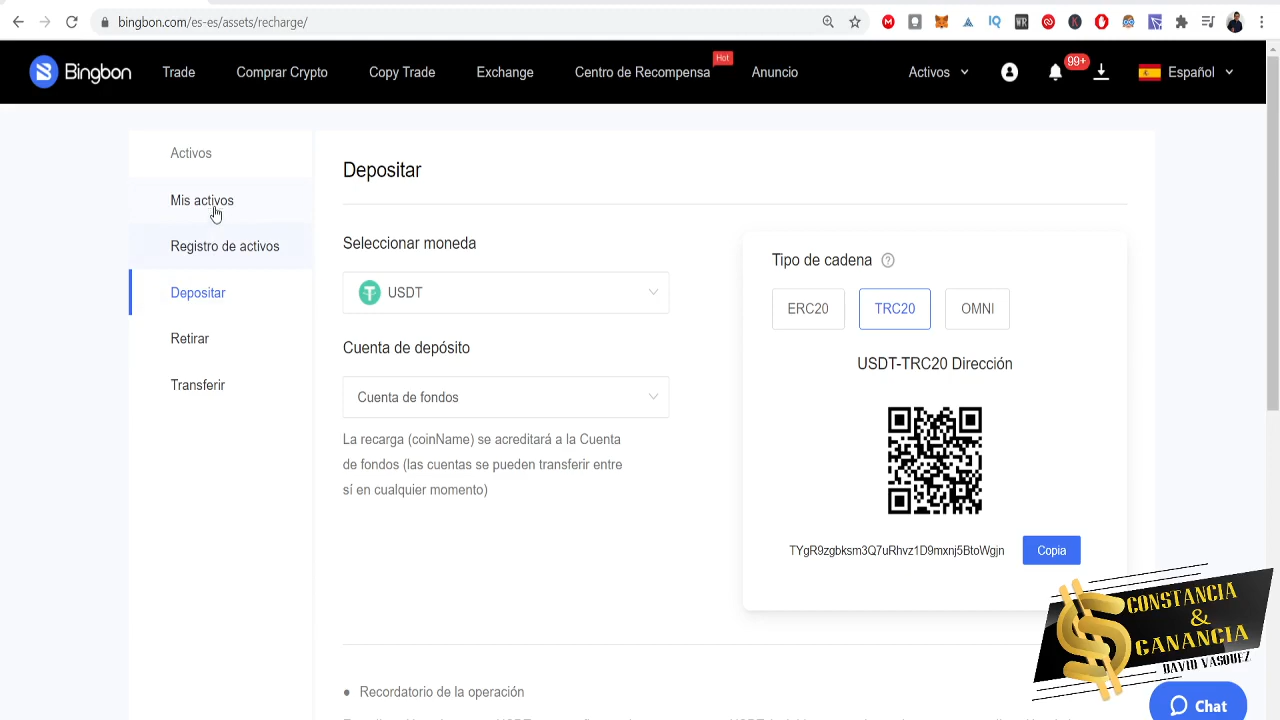 bingbon.com/es-es/assets/recharge/
Bingbon
Trade
Comprar Crypto
Copy Trade
Exchange
Centro de Recompensa
Hot
Anuncio
Activos
99+
Español
Activos
Mis activos
Registro de activos
Depositar
Retirar
Transferir
Depositar
Seleccionar moneda
USDT
Cuenta de depósito
Cuenta de fondos
La recarga (coinName) se acreditará a la Cuenta
de fondos (las cuentas se pueden transferir entre
sí en cualquier momento)
Tipo de cadena
ERC20
TRC20
OMNI
USDT-TRC20 Dirección
TYgR9zgbksm3Q7uRhvz1D9mxnj5BtoWgjn
Copia
Recordatorio de la operación
CONSTANCIA
&
GANANCIA
DAVID VASQUEZ
Chat